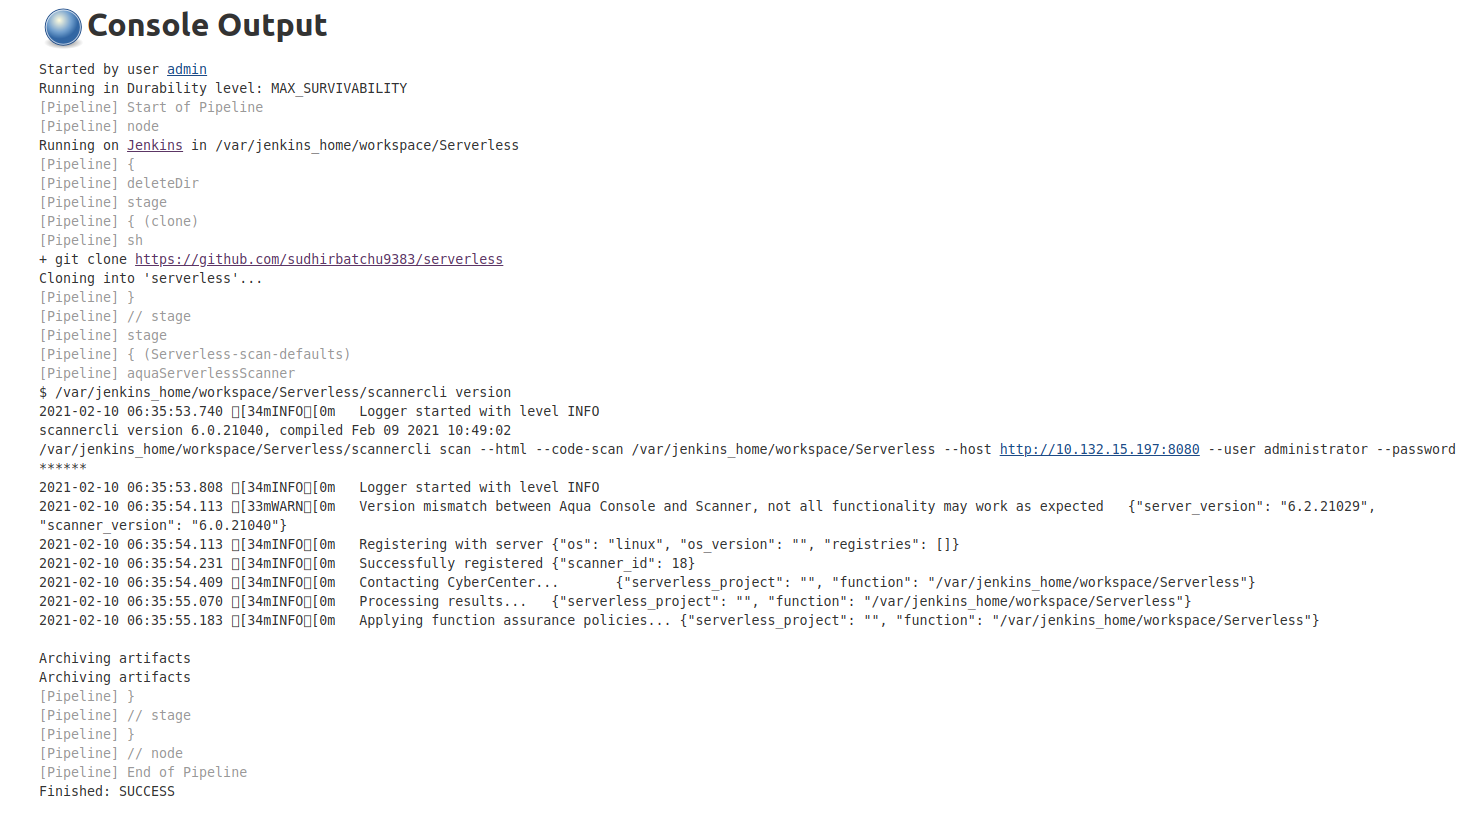 Console Output
Started by user admin
Running in Durability level: MAX_SURVIVABILITY
[Pipeline] Start of Pipeline
[Pipeline] node
Running on Jenkins in /var/jenkins_home/workspace/Serverless
[Pipeline] {
[Pipeline] deleteDir
[Pipeline] stage
[Pipeline] { (clone)
[Pipeline] sh
+ git clone https://github.com/sudhirbatchu9383/serverless
Cloning into 'serverless'...
[Pipeline] }
[Pipeline] // stage
[Pipeline] stage
[Pipeline] { (Serverless-scan-defaults)
[Pipeline] aquaServerlessScanner
$ /var/jenkins_home/workspace/Serverless/scannercli version
2021-02-10 06:35:53.740 □[34mINFO□[0m   Logger started with level INFO
scannercli version 6.0.21040, compiled Feb 09 2021 10:49:02
/var/jenkins_home/workspace/Serverless/scannercli scan --html --code-scan /var/jenkins_home/workspace/Serverless --host http://10.132.15.197:8080 --user administrator --password
******
2021-02-10 06:35:53.808 □[34mINFO□[0m   Logger started with level INFO
2021-02-10 06:35:54.113 □[33mWARN□[0m   Version mismatch between Aqua Console and Scanner, not all functionality may work as expected   {"server_version": "6.2.21029",
"scanner_version": "6.0.21040"}
2021-02-10 06:35:54.113 □[34mINFO□[0m   Registering with server {"os": "linux", "os_version": "", "registries": []}
2021-02-10 06:35:54.231 □[34mINFO□[0m   Successfully registered {"scanner_id": 18}
2021-02-10 06:35:54.409 □[34mINFO□[0m   Contacting CyberCenter...       {"serverless_project": "", "function": "/var/jenkins_home/workspace/Serverless"}
2021-02-10 06:35:55.070 □[34mINFO□[0m   Processing results...   {"serverless_project": "", "function": "/var/jenkins_home/workspace/Serverless"}
2021-02-10 06:35:55.183 □[34mINFO□[0m   Applying function assurance policies... {"serverless_project": "", "function": "/var/jenkins_home/workspace/Serverless"}
Archiving artifacts
Archiving artifacts
[Pipeline] }
[Pipeline] // stage
[Pipeline] }
[Pipeline] // node
[Pipeline] End of Pipeline
Finished: SUCCESS